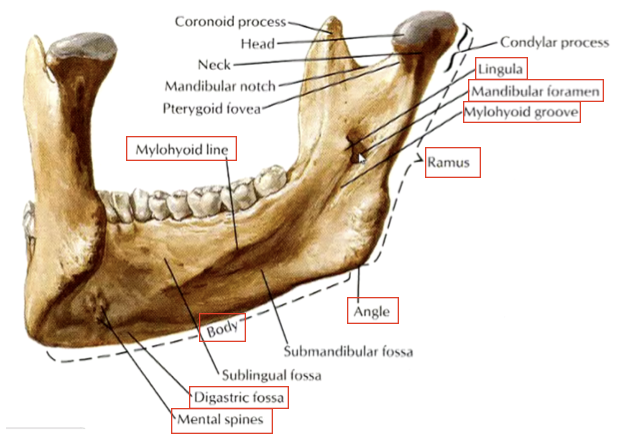 Coronoid process
Head
Neck
Mandibular notch
Pterygoid fovea
Condylar process
Lingula
Mandibular foramen
Mylohyoid groove
Mylohyoid line
Ramus
Angle
Body
Submandibular fossa
Sublingual fossa
Digastric fossa
Mental spines